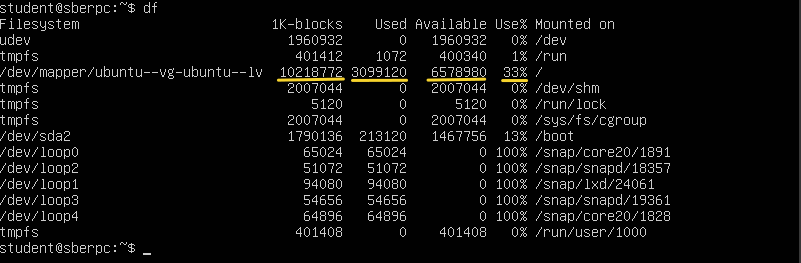 student@sberpc:~$ df
Filesystem                        1K-blocks    Used Available Use% Mounted on
udev                                1960932       0   1960932   0% /dev
tmpfs                                401412    1072    400340   1% /run
/dev/mapper/ubuntu--vg-ubuntu--lv  10218772 3099120   6578980  33% /
tmpfs                               2007044       0   2007044   0% /dev/shm
tmpfs                                  5120       0      5120   0% /run/lock
tmpfs                               2007044       0   2007044   0% /sys/fs/cgroup
/dev/sda2                           1790136  213120   1467756  13% /boot
/dev/loop0                            65024   65024         0 100% /snap/core20/1891
/dev/loop2                            51072   51072         0 100% /snap/snapd/18357
/dev/loop1                            94080   94080         0 100% /snap/lxd/24061
/dev/loop3                            54656   54656         0 100% /snap/snapd/19361
/dev/loop4                            64896   64896         0 100% /snap/core20/1828
tmpfs                                401408       0    401408   0% /run/user/1000
student@sberpc:~$ _